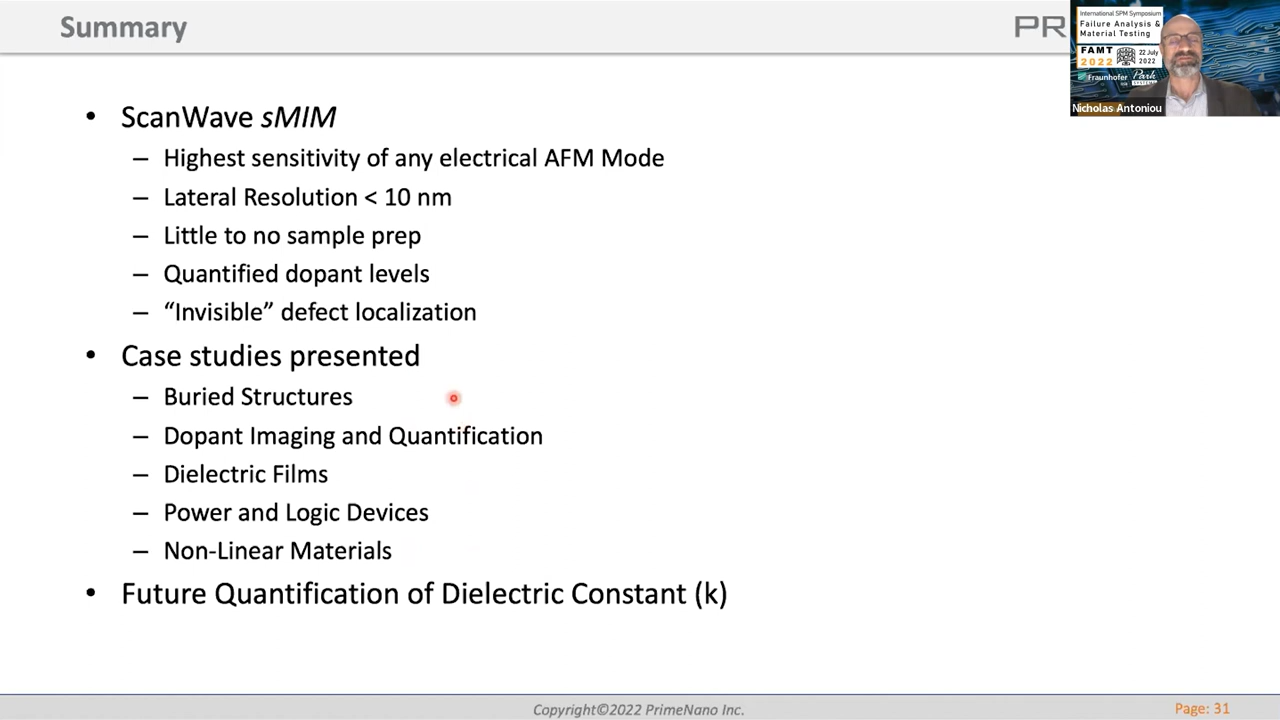 Summary
PR
International SPM Symposium
Failure Analysis &
Material Testing
FAMT
2022
22 July
2022
Fraunhofer
Park
SYSTEMS
Nicholas Antoniou
• ScanWave sMIM
– Highest sensitivity of any electrical AFM Mode
– Lateral Resolution < 10 nm
– Little to no sample prep
– Quantified dopant levels
– “Invisible” defect localization
• Case studies presented
– Buried Structures
– Dopant Imaging and Quantification
– Dielectric Films
– Power and Logic Devices
– Non-Linear Materials
• Future Quantification of Dielectric Constant (k)
Copyright©2022 PrimeNano Inc.
Page: 31